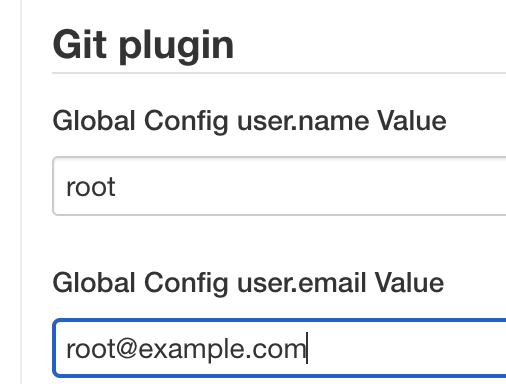 Git plugin
Global Config user.name Value
root
Global Config user.email Value
root@example.com